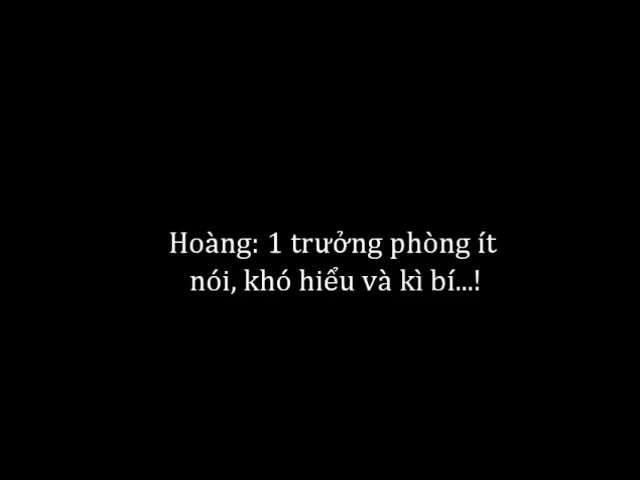 Hoàng: 1 trưởng phòng ít
nói, khó hiểu và kì bí...!